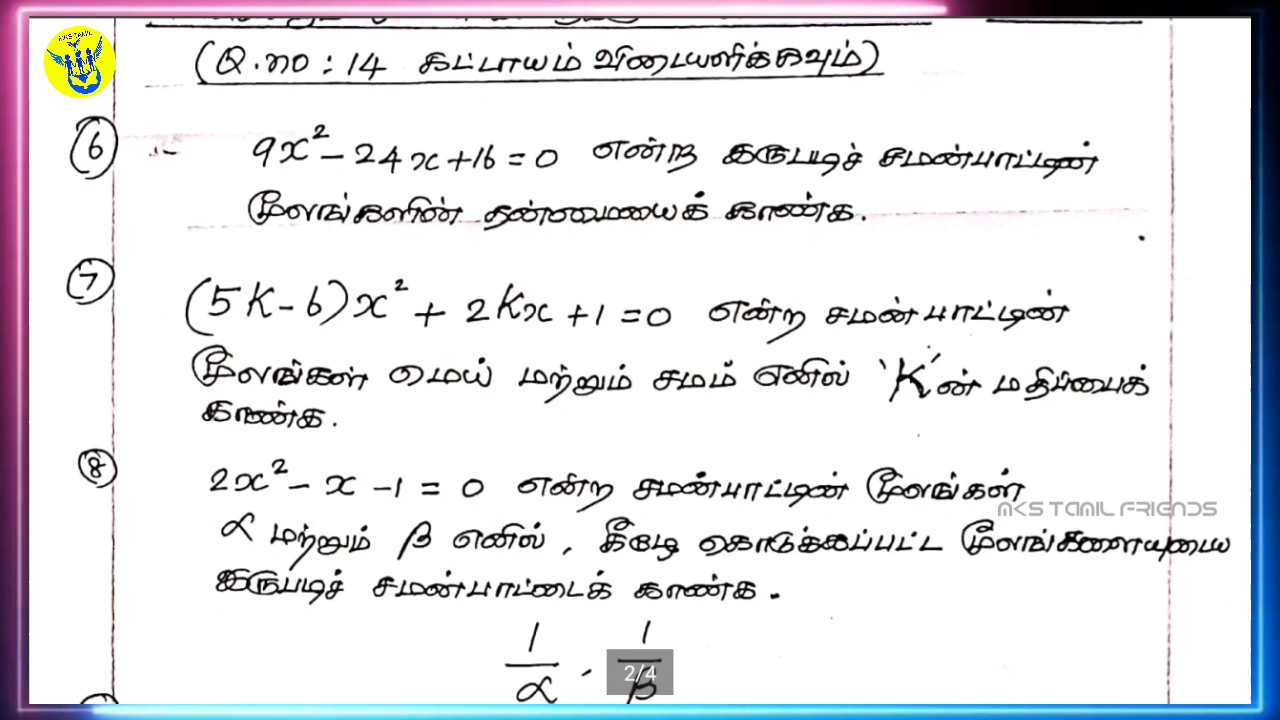 MKS TAMIL
(Q.no : 14 கட்டாயம் விடையளிக்கவும்)
6 9x² - 24x + 16 = 0 என்ற இருபடிச் சமன்பாட்டின்
மூலங்களின் தன்மையைக் காண்க.
7 (5K - 6)x² + 2Kx + 1 = 0 என்ற சமன்பாட்டின்
மூலங்கள் மெய் மற்றும் சமம் எனில் 'K'ன் மதிப்பைக்
காண்க.
8 2x² - x - 1 = 0 என்ற சமன்பாட்டின் மூலங்கள்
MKS TAMIL FRIENDS
α மற்றும் β எனில், கீழே கொடுக்கப்பட்ட மூலங்களையுடைய
இருபடிச் சமன்பாட்டைக் காண்க.
1/α , 1/β
2/4